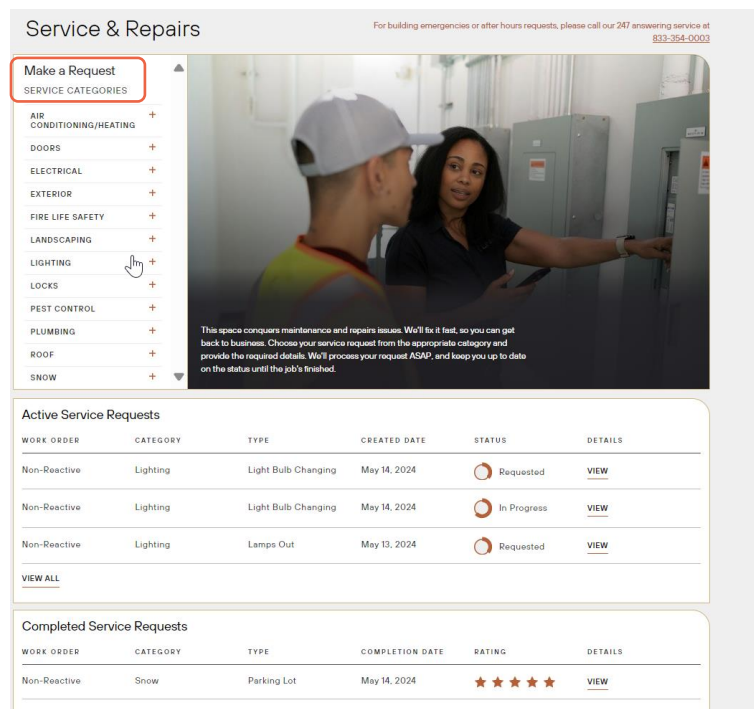 Service & Repairs
For building emergencies or after hours requests, please call our 247 answering service at
833-354-0003
Make a Request
SERVICE CATEGORIES
AIR
CONDITIONING/HEATING +
DOORS +
ELECTRICAL +
EXTERIOR +
FIRE LIFE SAFETY +
LANDSCAPING +
LIGHTING +
LOCKS +
PEST CONTROL +
PLUMBING +
ROOF +
SNOW +
This space conquers maintenance and repairs issues. We'll fix it fast, so you can get
back to business. Choose your service request from the appropriate category and
provide the required details. We'll process your request ASAP, and keep you up to date
on the status until the job's finished.
Active Service Requests
WORK ORDER CATEGORY TYPE CREATED DATE STATUS DETAILS
Non-Reactive Lighting Light Bulb Changing May 14, 2024 Requested VIEW
Non-Reactive Lighting Light Bulb Changing May 14, 2024 In Progress VIEW
Non-Reactive Lighting Lamps Out May 13, 2024 Requested VIEW
VIEW ALL
Completed Service Requests
WORK ORDER CATEGORY TYPE COMPLETION DATE RATING DETAILS
Non-Reactive Snow Parking Lot May 14, 2024 VIEW